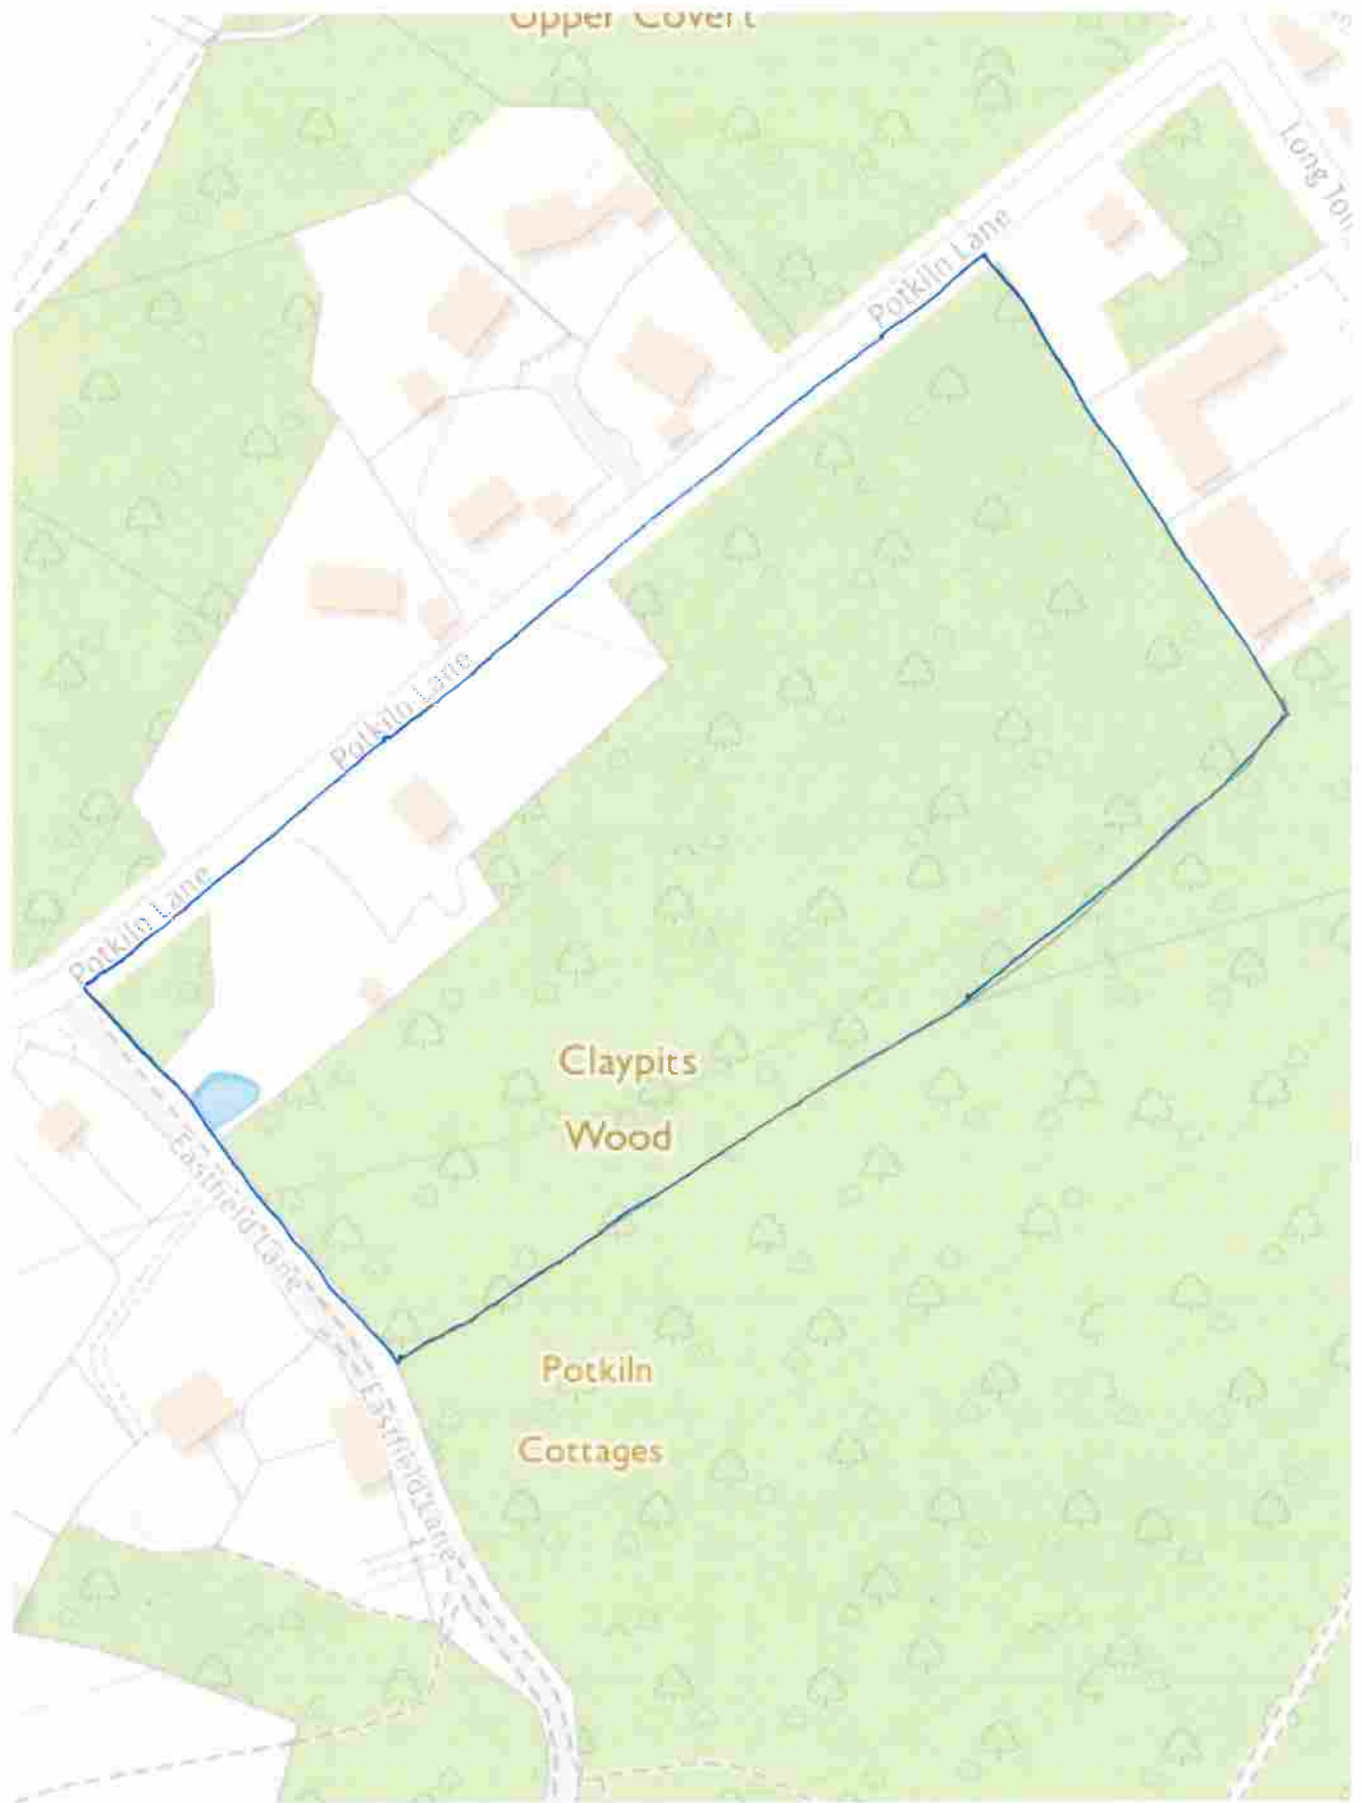 Upper Covert
Long
Potkiln Lane
Potkiln Lane
Potkiln Lane
Claypits
Wood
Eastfield Lane
Potkiln
Cottages
Eastfield Lane